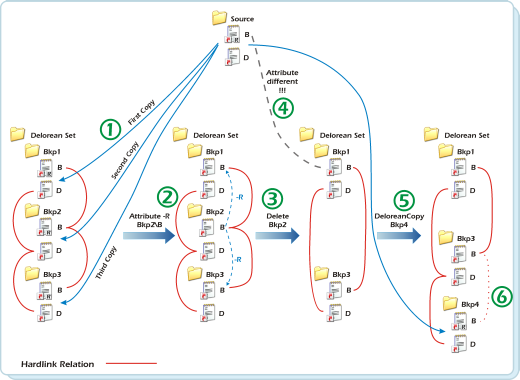 Source
B
R
D
Attribute
different
!!!
4
1
First Copy
Second Copy
Third Copy
Delorean Set
Bkp1
B
R
D
Bkp2
B
R
D
Bkp3
B
R
D
2
Attribute -R
Bkp2\B
Delorean Set
Bkp1
B
D
-R
Bkp2
B
D
-R
Bkp3
B
D
3
Delete
Bkp2
Delorean Set
Bkp1
B
D
Bkp3
B
D
5
DeloreanCopy
Bkp4
Delorean Set
Bkp1
B
D
Bkp3
B
D
Bkp4
B
R
D
6
Hardlink Relation